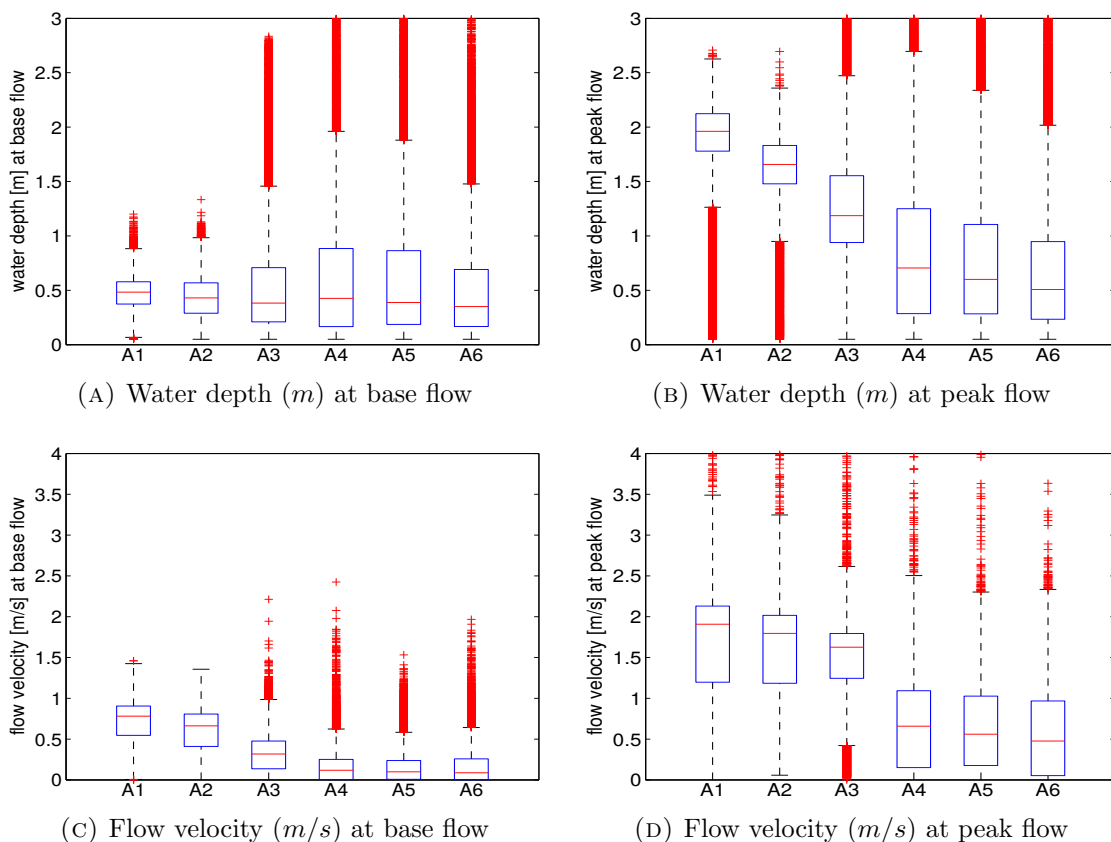 3
2.5
2
1.5
1
0.5
0
water depth [m] at base flow
A1 A2 A3 A4 A5 A6
(A) Water depth (m) at base flow
3
2.5
2
1.5
1
0.5
0
water depth [m] at peak flow
A1 A2 A3 A4 A5 A6
(B) Water depth (m) at peak flow
4
3.5
3
2.5
2
1.5
1
0.5
0
flow velocity [m/s] at base flow
A1 A2 A3 A4 A5 A6
(C) Flow velocity (m/s) at base flow
4
3.5
3
2.5
2
1.5
1
0.5
0
flow velocity [m/s] at peak flow
A1 A2 A3 A4 A5 A6
(D) Flow velocity (m/s) at peak flow